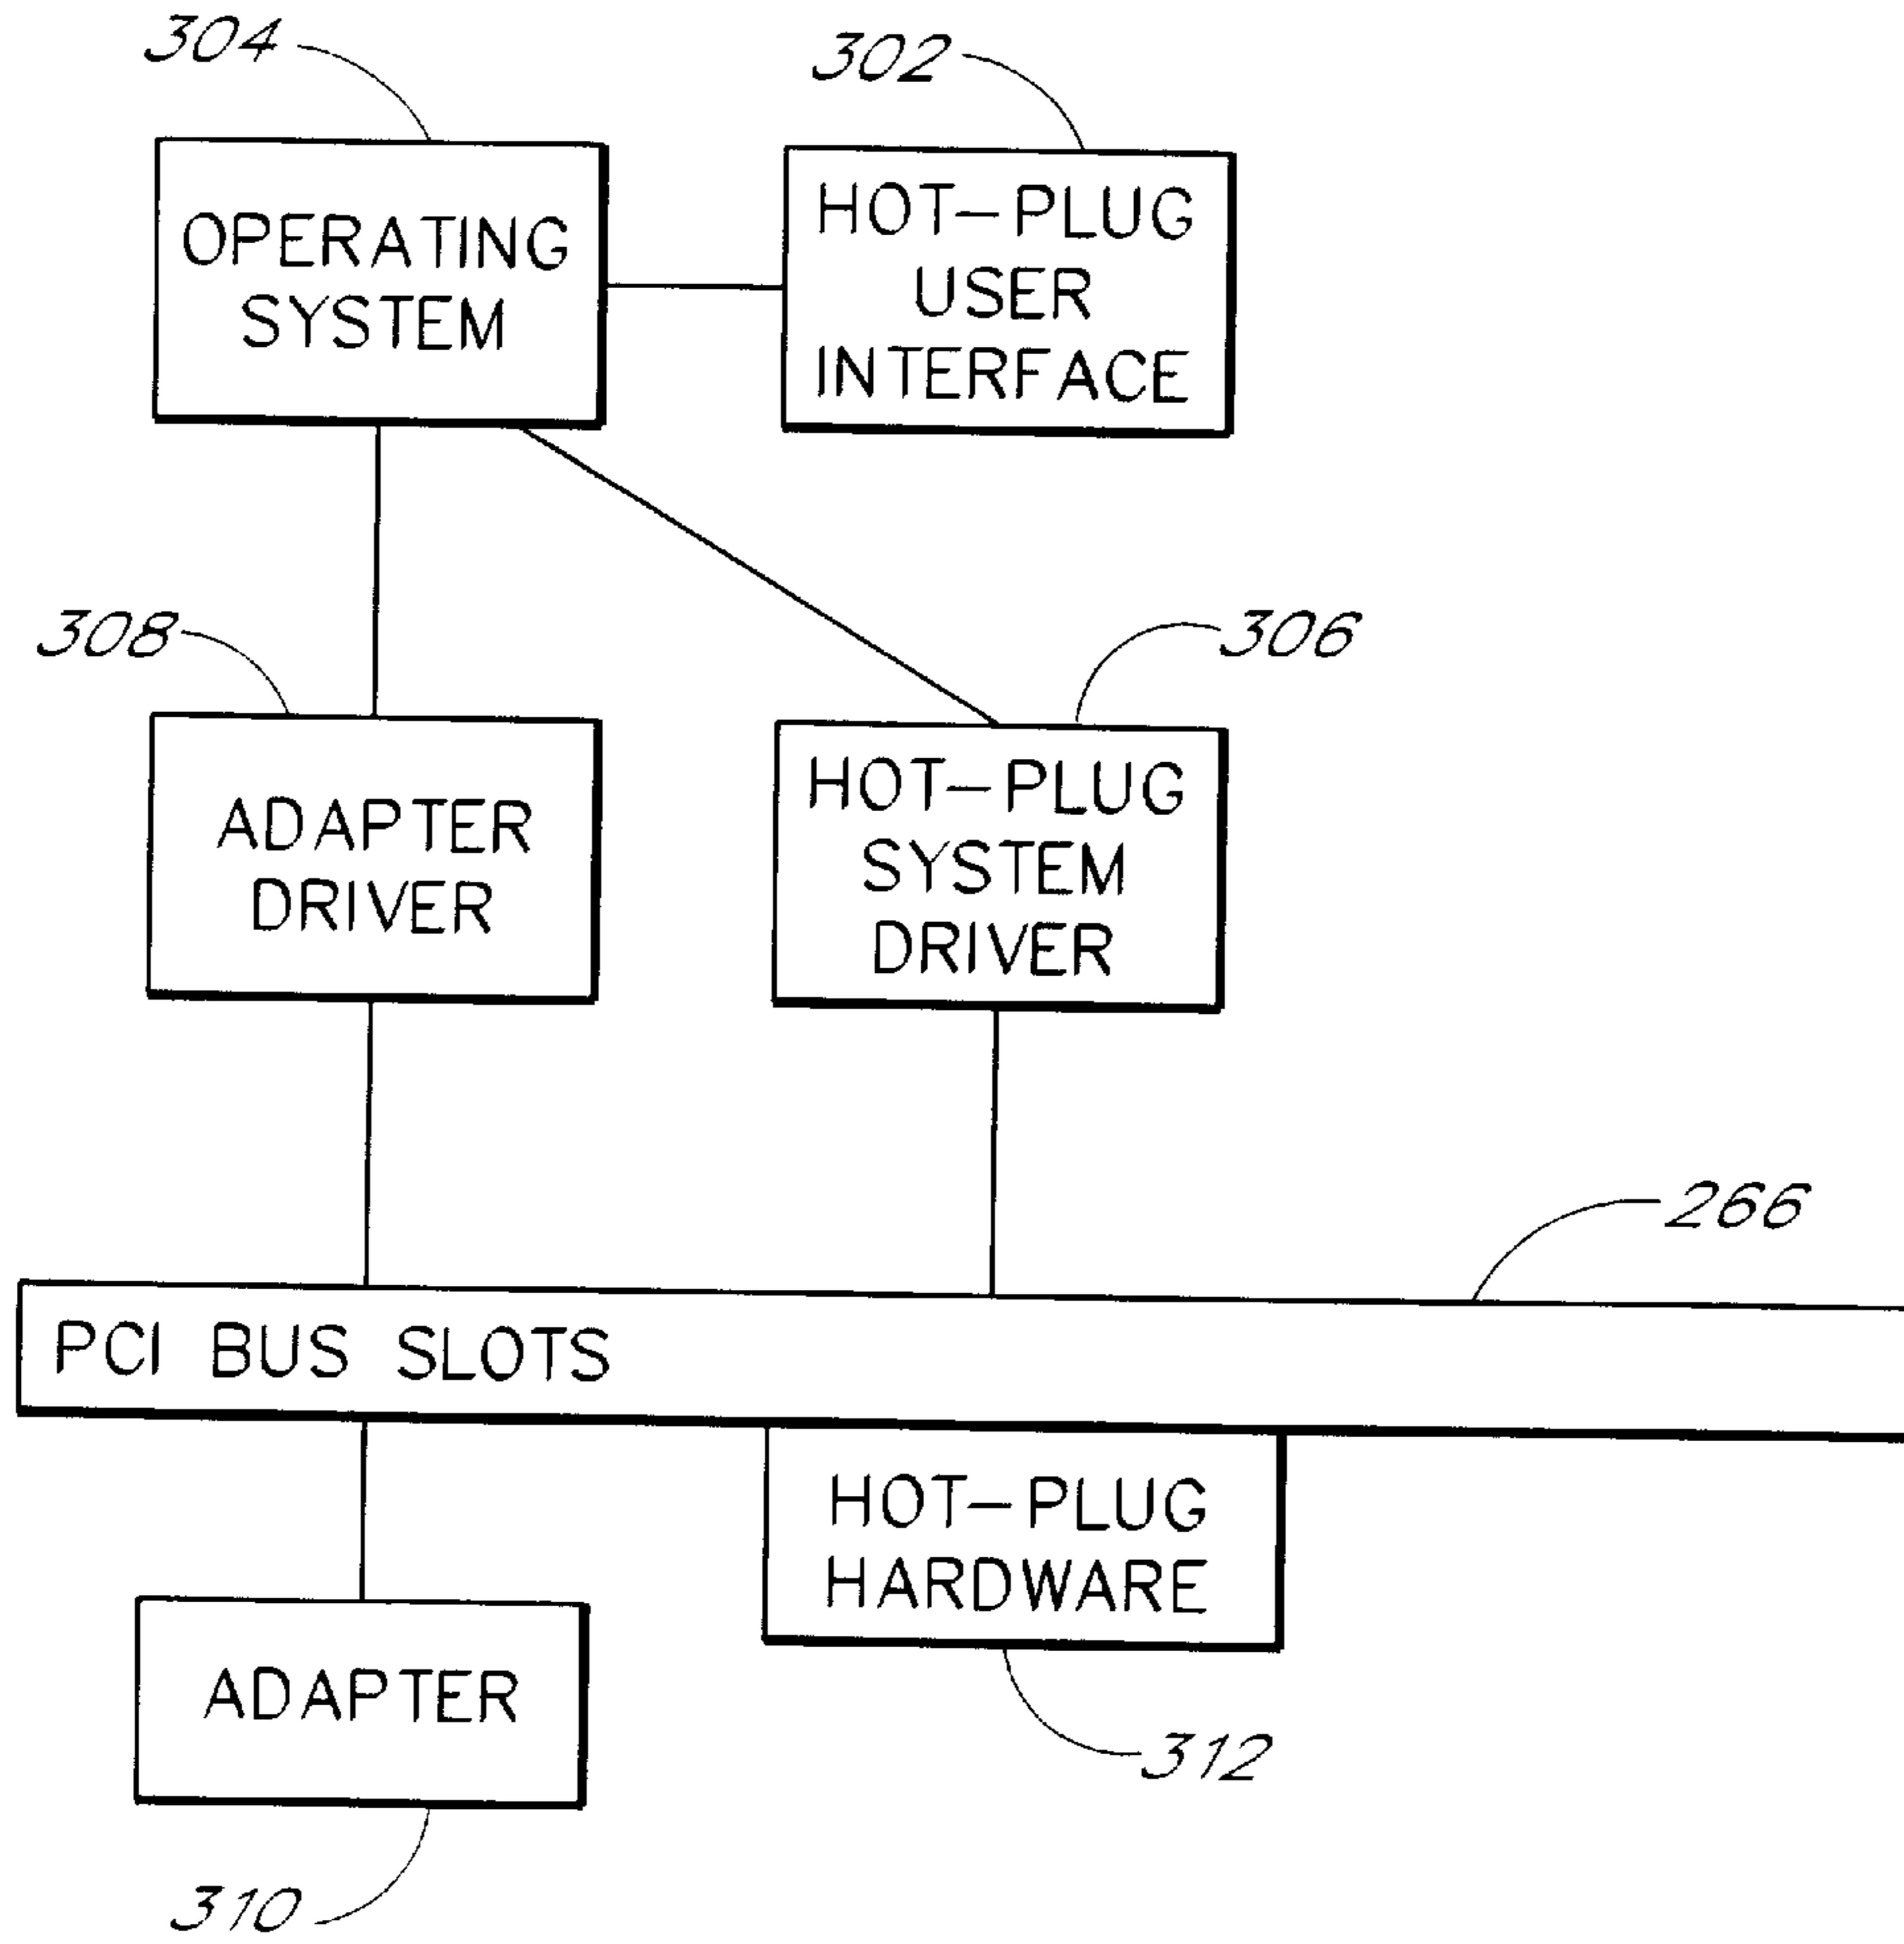 304
302
OPERATING
SYSTEM
HOT-PLUG
USER
INTERFACE
308
306
ADAPTER
DRIVER
HOT-PLUG
SYSTEM
DRIVER
266
PCI BUS SLOTS
HOT-PLUG
HARDWARE
ADAPTER
312
310